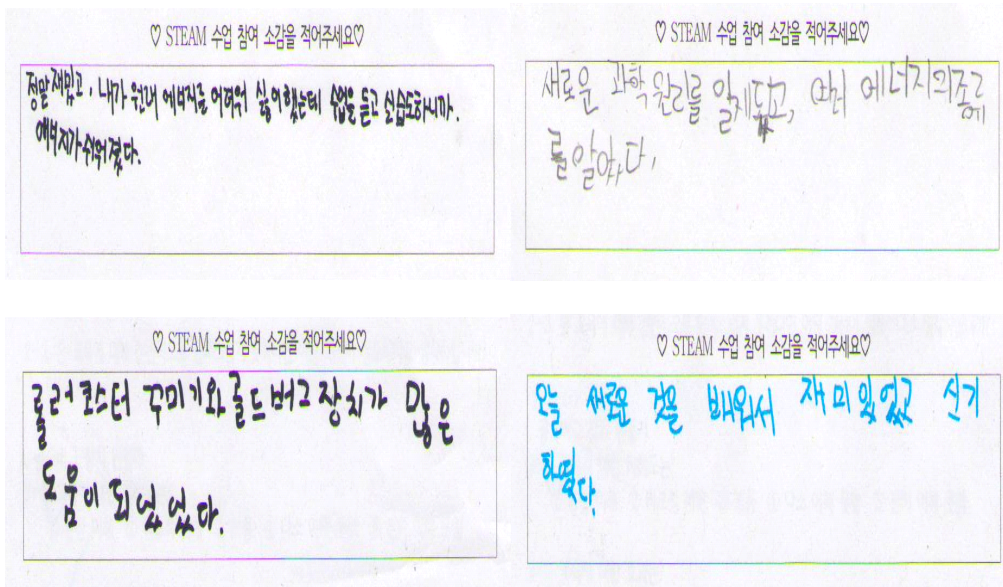 ♡ STEAM 수업 참여 소감을 적어주세요♡
정말 재밌고, 내가 원래 에너지를 어려워 싫어했는데 수업을 듣고 실습도하니까.
에너지가 쉬워졌다.
♡ STEAM 수업 참여 소감을 적어주세요♡
새로운 과학 원리를 알게돼고, 여러 에너지의종류에
를알았다.
♡ STEAM 수업 참여 소감을 적어주세요♡
롤러코스터 꾸미기와 골드버그장치가 많은
도움이 되었었다.
♡ STEAM 수업 참여 소감을 적어주세요♡
오늘 새로운 것을 배워서 재미있었고 신기
하였다.